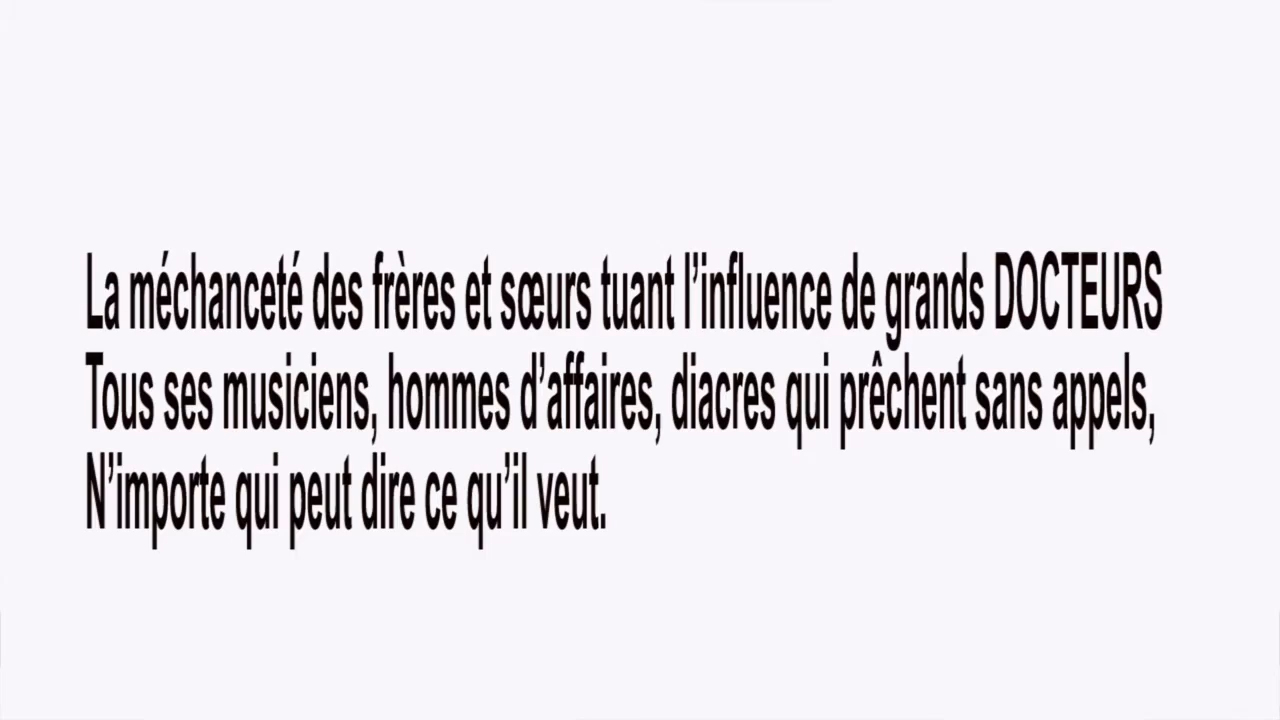 La méchanceté des frères et sœurs tuant l’influence de grands DOCTEURS
Tous ses musiciens, hommes d’affaires, diacres qui prêchent sans appels,
N’importe qui peut dire ce qu’il veut.